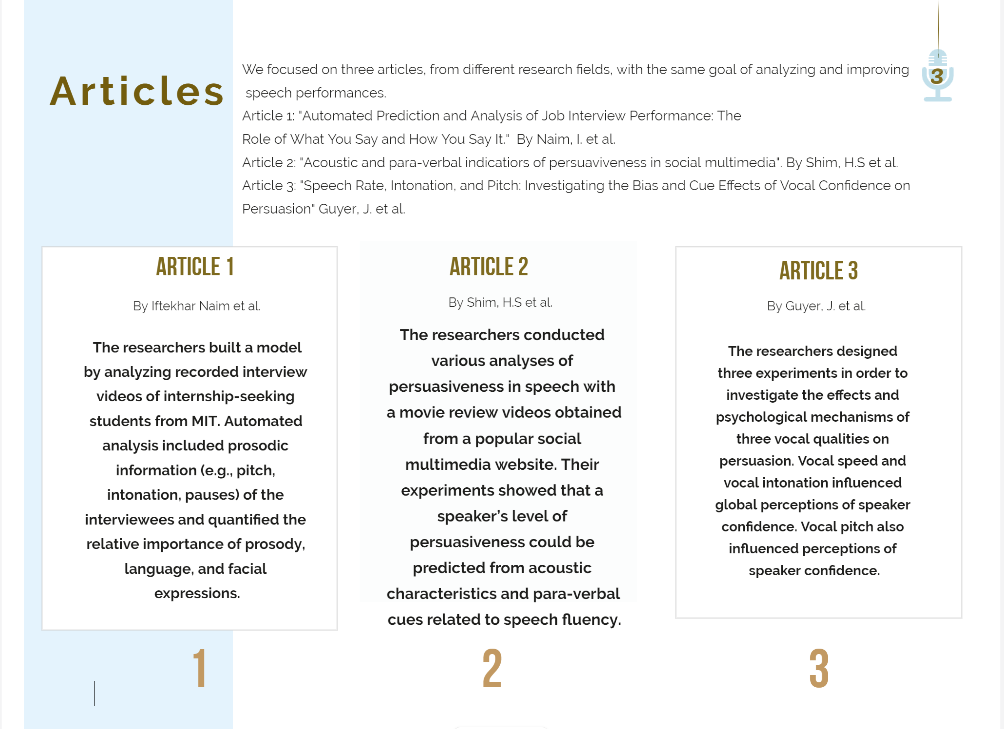 Articles
3
We focused on three articles, from different research fields, with the same goal of analyzing and improving
speech performances.
Article 1: "Automated Prediction and Analysis of Job Interview Performance: The
Role of What You Say and How You Say It." By Naim, I. et al.
Article 2: "Acoustic and para-verbal indicatiors of persuaviveness in social multimedia". By Shim, H.S et al.
Article 3: "Speech Rate, Intonation, and Pitch: Investigating the Bias and Cue Effects of Vocal Confidence on
Persuasion" Guyer, J. et al.
ARTICLE 1
By Iftekhar Naim et al.
The researchers built a model
by analyzing recorded interview
videos of internship-seeking
students from MIT. Automated
analysis included prosodic
information (e.g., pitch,
intonation, pauses) of the
interviewees and quantified the
relative importance of prosody,
language, and facial
expressions.
1
ARTICLE 2
By Shim, H.S et al.
The researchers conducted
various analyses of
persuasiveness in speech with
a movie review videos obtained
from a popular social
multimedia website. Their
experiments showed that a
speaker's level of
persuasiveness could be
predicted from acoustic
characteristics and para-verbal
cues related to speech fluency.
2
ARTICLE 3
By Guyer, J. et al.
The researchers designed
three experiments in order to
investigate the effects and
psychological mechanisms of
three vocal qualities on
persuasion. Vocal speed and
vocal intonation influenced
global perceptions of speaker
confidence. Vocal pitch also
influenced perceptions of
speaker confidence.
3